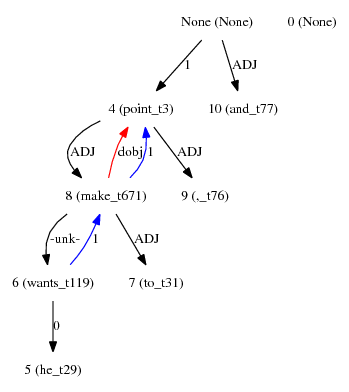 None (None) 0 (None)
1 ADJ
4 (point_t3) 10 (and_t77)
ADJ dobj 1 ADJ
8 (make_t671) 9 (,_t76)
-unk- 1 ADJ
6 (wants_t119) 7 (to_t31)
0
5 (he_t29)